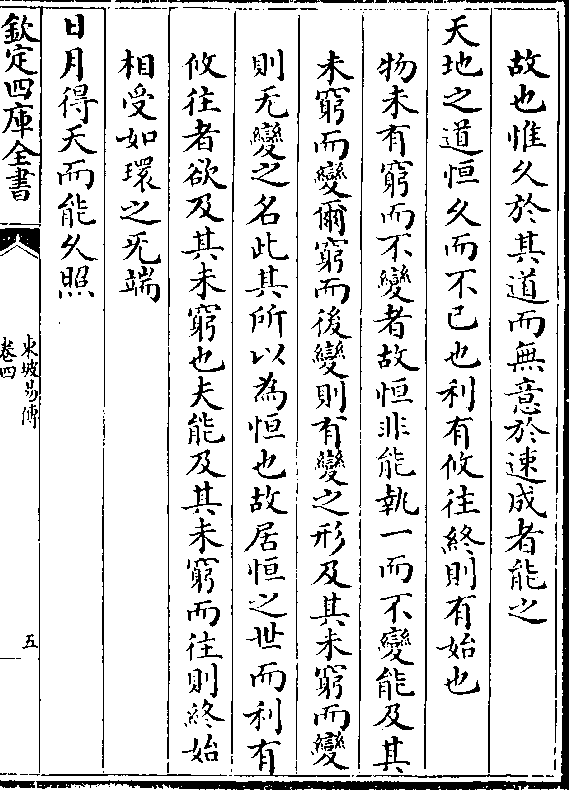 故也惟久於其道而無意於速成者能之
天地之道恒久而不已也利有攸往終則有始也
物未有窮而不變者故恒非能執一而不變能及其
未窮而變爾窮而後變則有變之形及其未窮而變
則无變之名此其所以為恒也故居恒之世而利有
攸往者欲及其未窮也夫能及其未窮而往則終始
相受如環之无端
日月得天而能久照
欽定四庫全書
東坡易傳
卷四
五